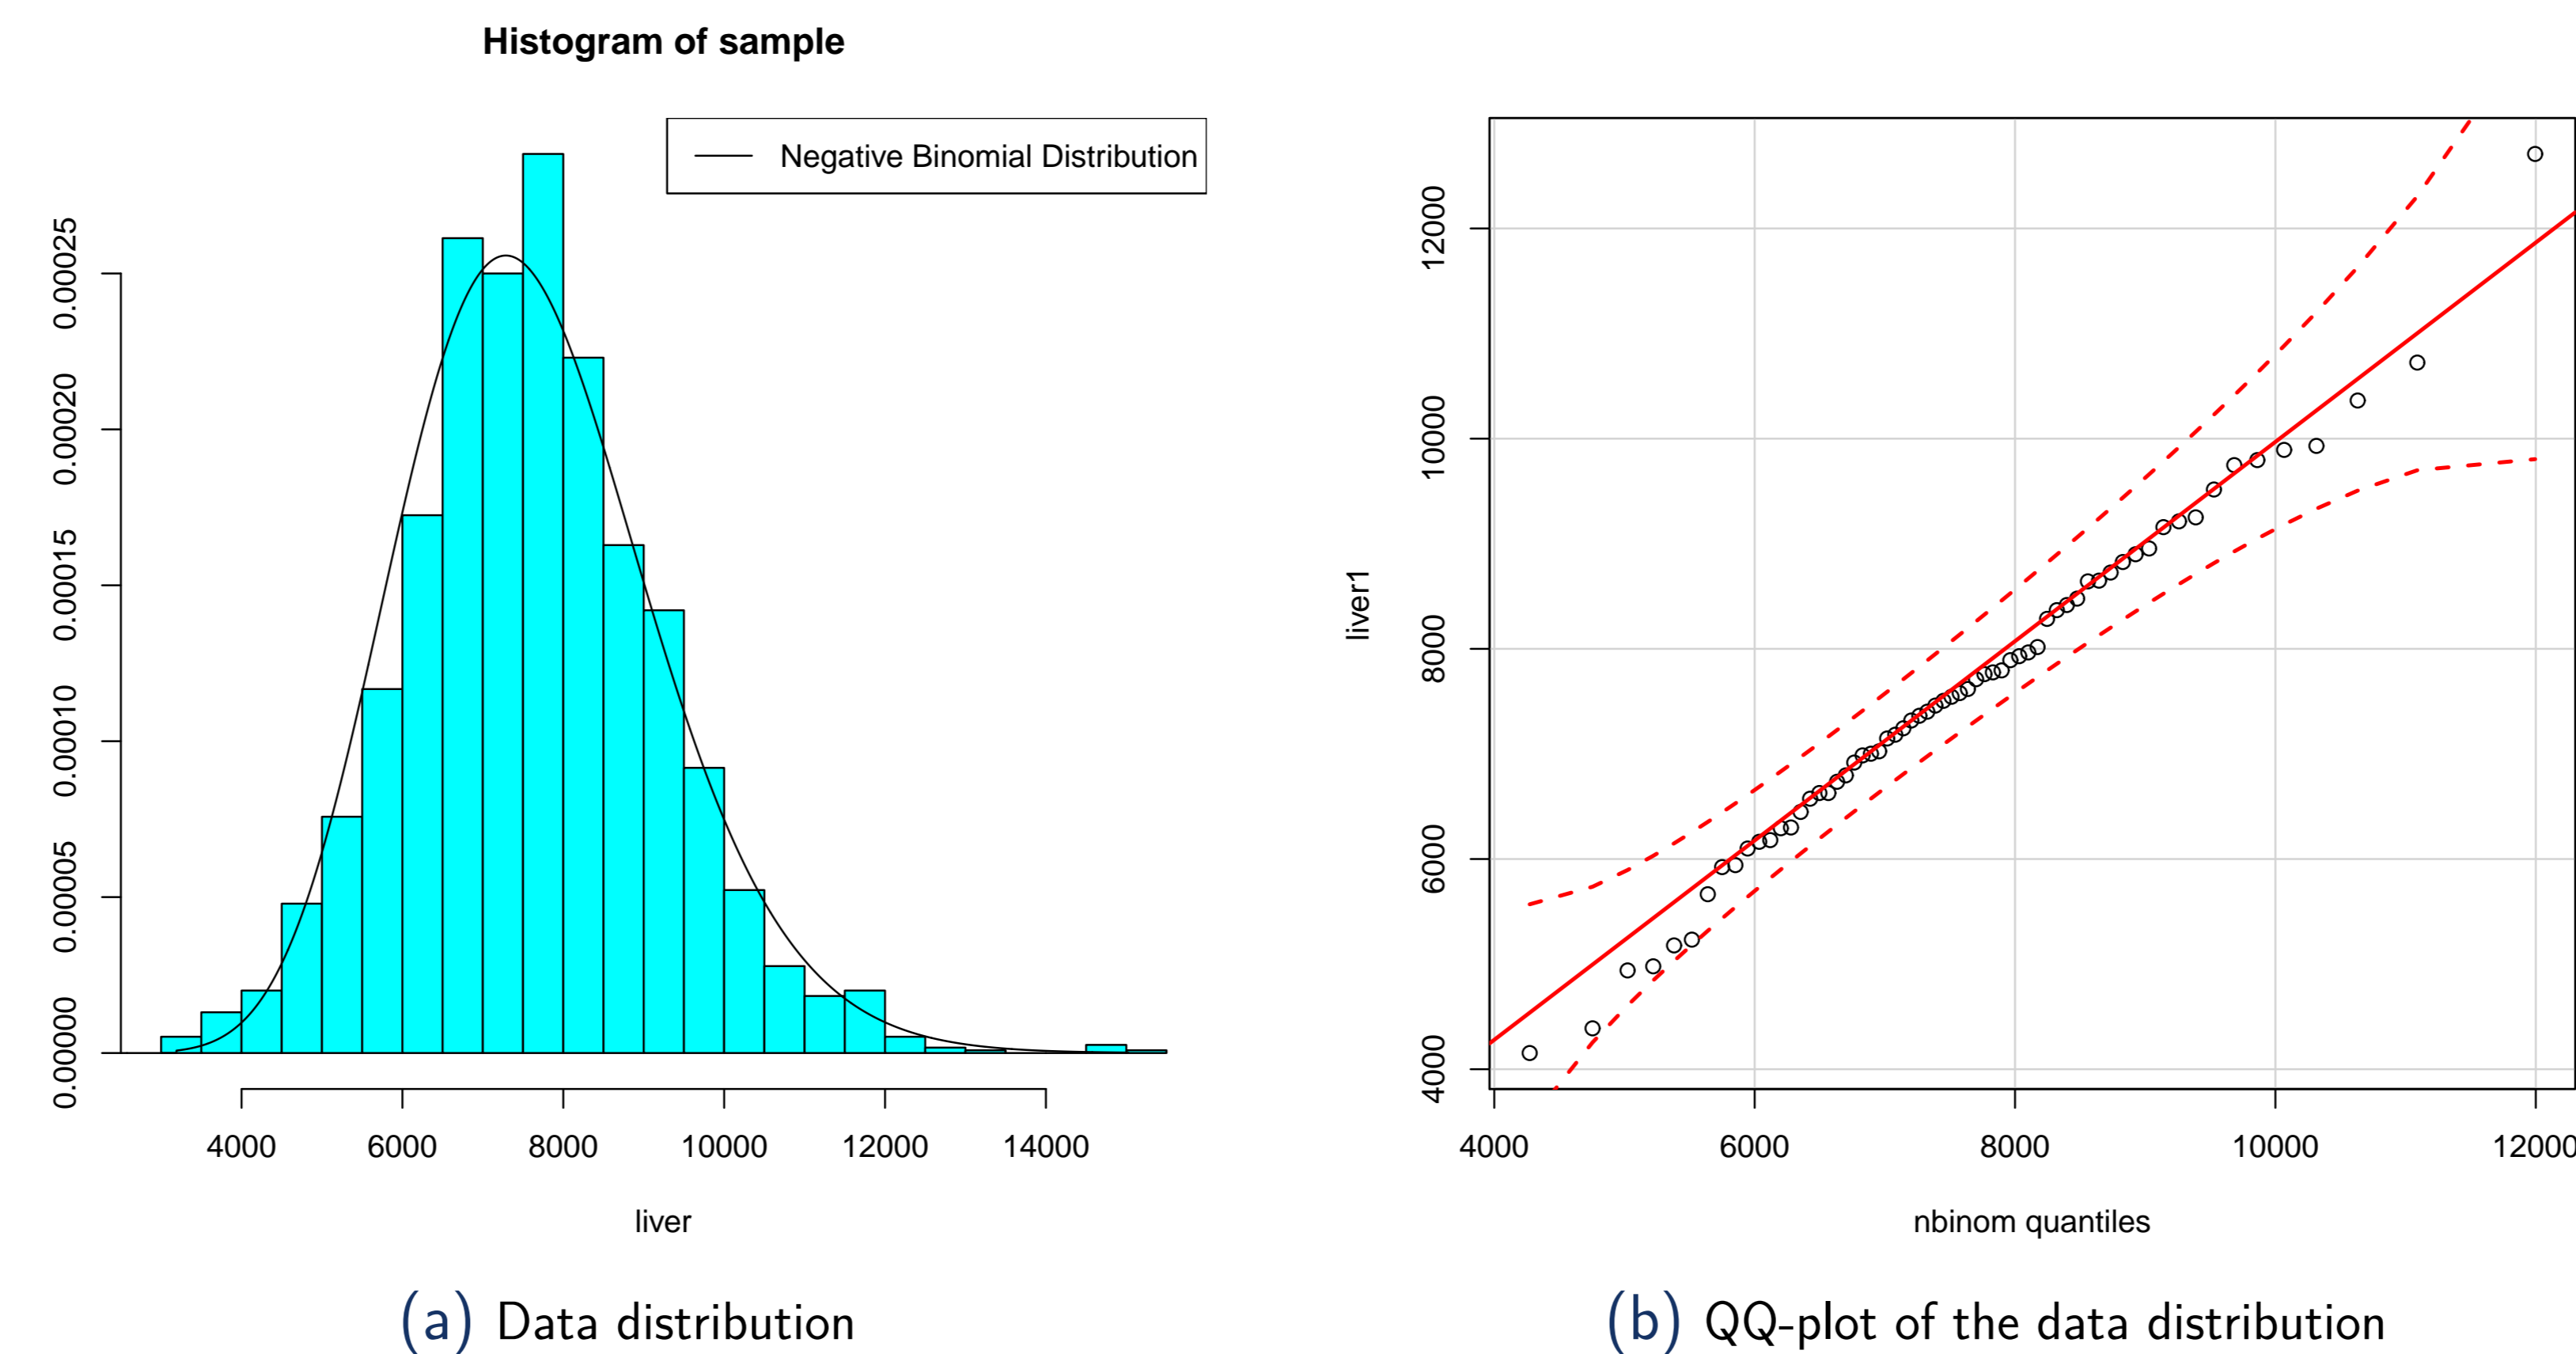 Histogram of sample
Negative Binomial Distribution
0.00025
0.00020
0.00015
0.00010
0.00005
0.00000
4000 6000 8000 10000 12000 14000
liver
(a) Data distribution
12000
10000
8000
6000
4000
liver1
4000 6000 8000 10000 12000
nbinom quantiles
(b) QQ-plot of the data distribution